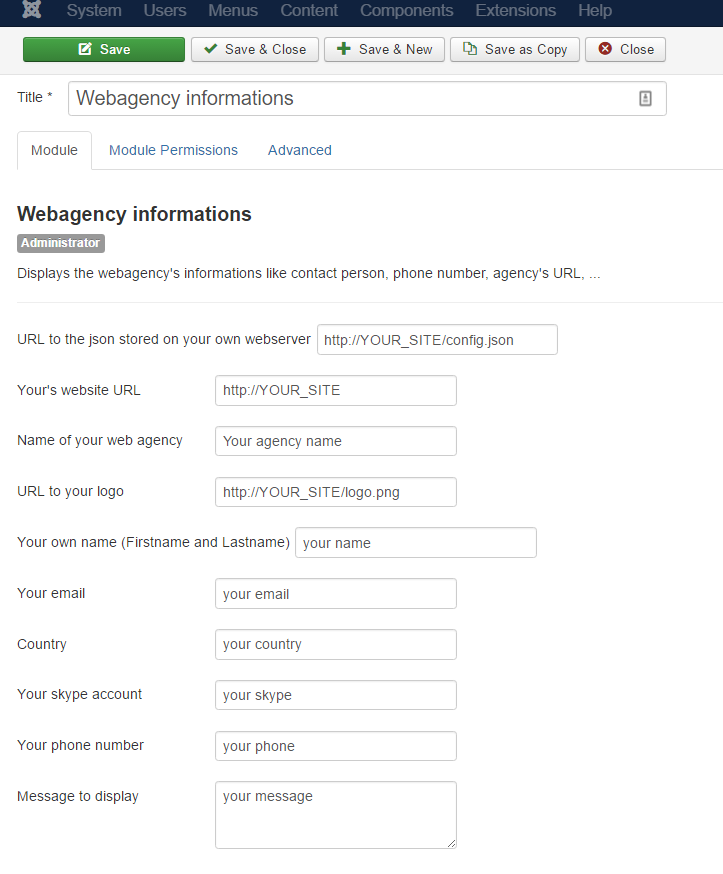 System Users Menus Content Components Extensions Help
Save Save & Close Save & New Save as Copy Close
Title * Webagency informations
Module Module Permissions Advanced
Webagency informations
Administrator
Displays the webagency's informations like contact person, phone number, agency's URL, ...
URL to the json stored on your own webserver http://YOUR_SITE/config.json
Your's website URL http://YOUR_SITE
Name of your web agency Your agency name
URL to your logo http://YOUR_SITE/logo.png
Your own name (Firstname and Lastname) your name
Your email your email
Country your country
Your skype account your skype
Your phone number your phone
Message to display your message